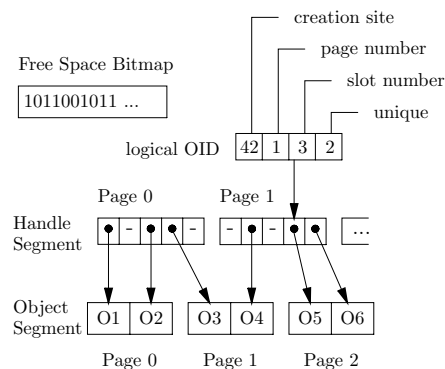 creation site
page number
Free Space Bitmap
slot number
1011001011 ...
unique
logical OID 42 1 3 2
Page 0 Page 1
Handle Segment - - - - - ...
Object Segment O1 O2 O3 O4 O5 O6
Page 0 Page 1 Page 2